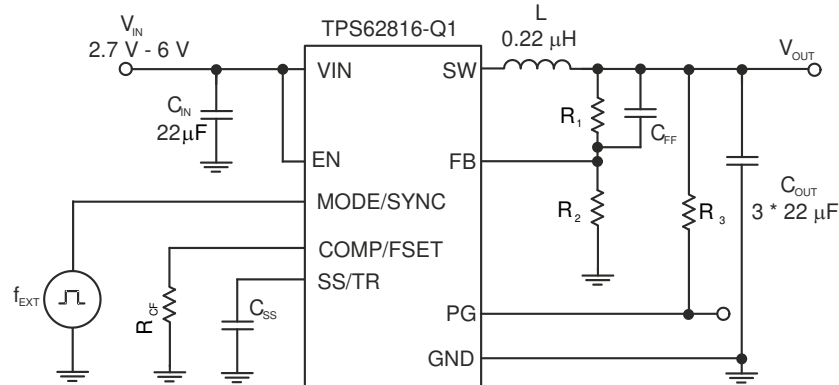 TPS62816-Q1
L
0.22 μH
V_IN
2.7 V - 6 V
V_OUT
VIN
SW
C_IN
22μF
R_1
C_FF
EN
FB
C_OUT
3 * 22 μF
MODE/SYNC
R_2
R_3
COMP/FSET
SS/TR
f_EXT
R_CF
C_SS
PG
GND